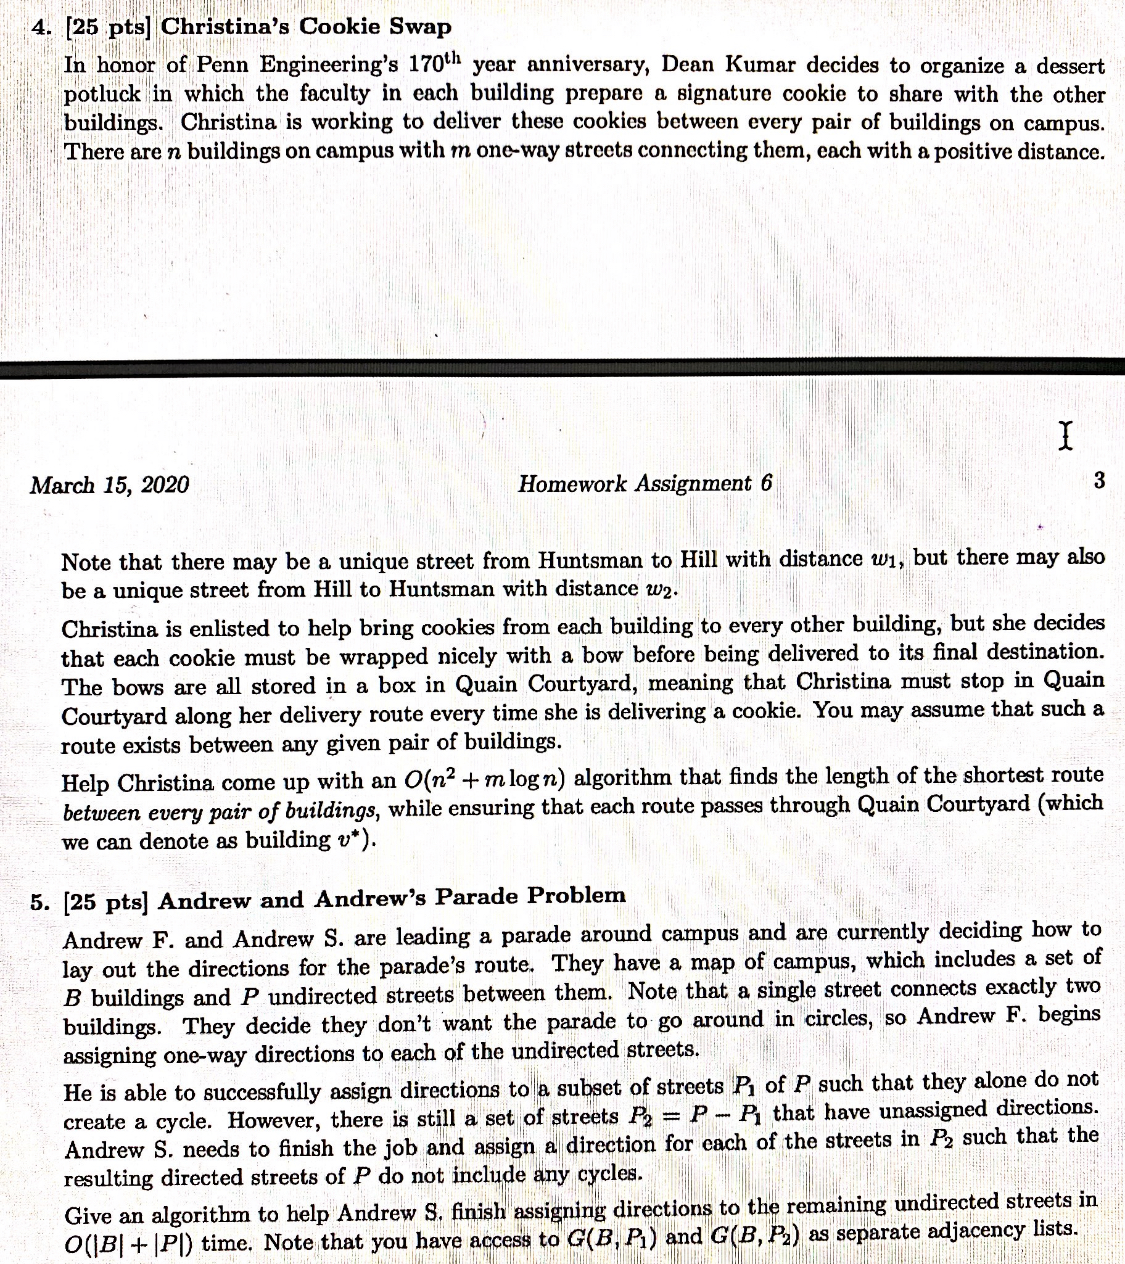 4. [25 pts] Christina's Cookie Swap
In honor of Penn Engineering's 170th year anniversary, Dean Kumar decides to organize a dessert
potluck in which the faculty in each building prepare a signature cookie to share with the other
buildings. Christina is working to deliver these cookies between every pair of buildings on campus.
There are n buildings on campus with m one-way streets connecting them, each with a positive distance.
March 15, 2020 Homework Assignment 6 3
Note that there may be a unique street from Huntsman to Hill with distance w₁, but there may also
be a unique street from Hill to Huntsman with distance w₂.
Christina is enlisted to help bring cookies from each building to every other building, but she decides
that each cookie must be wrapped nicely with a bow before being delivered to its final destination.
The bows are all stored in a box in Quain Courtyard, meaning that Christina must stop in Quain
Courtyard along her delivery route every time she is delivering a cookie. You may assume that such a
route exists between any given pair of buildings.
Help Christina come up with an O(n² + m log n) algorithm that finds the length of the shortest route
between every pair of buildings, while ensuring that each route passes through Quain Courtyard (which
we can denote as building v*).
5. [25 pts] Andrew and Andrew's Parade Problem
Andrew F. and Andrew S. are leading a parade around campus and are currently deciding how to
lay out the directions for the parade's route. They have a map of campus, which includes a set of
B buildings and P undirected streets between them. Note that a single street connects exactly two
buildings. They decide they don't want the parade to go around in circles, so Andrew F. begins
assigning one-way directions to each of the undirected streets.
He is able to successfully assign directions to a subset of streets P₁ of P such that they alone do not
create a cycle. However, there is still a set of streets P₂ = P − P₁ that have unassigned directions.
Andrew S. needs to finish the job and assign a direction for each of the streets in P₂ such that the
resulting directed streets of P do not include any cycles.
Give an algorithm to help Andrew S. finish assigning directions to the remaining undirected streets in
O(|B| + |P|) time. Note that you have access to G(B, P₁) and G(B, P₂) as separate adjacency lists.